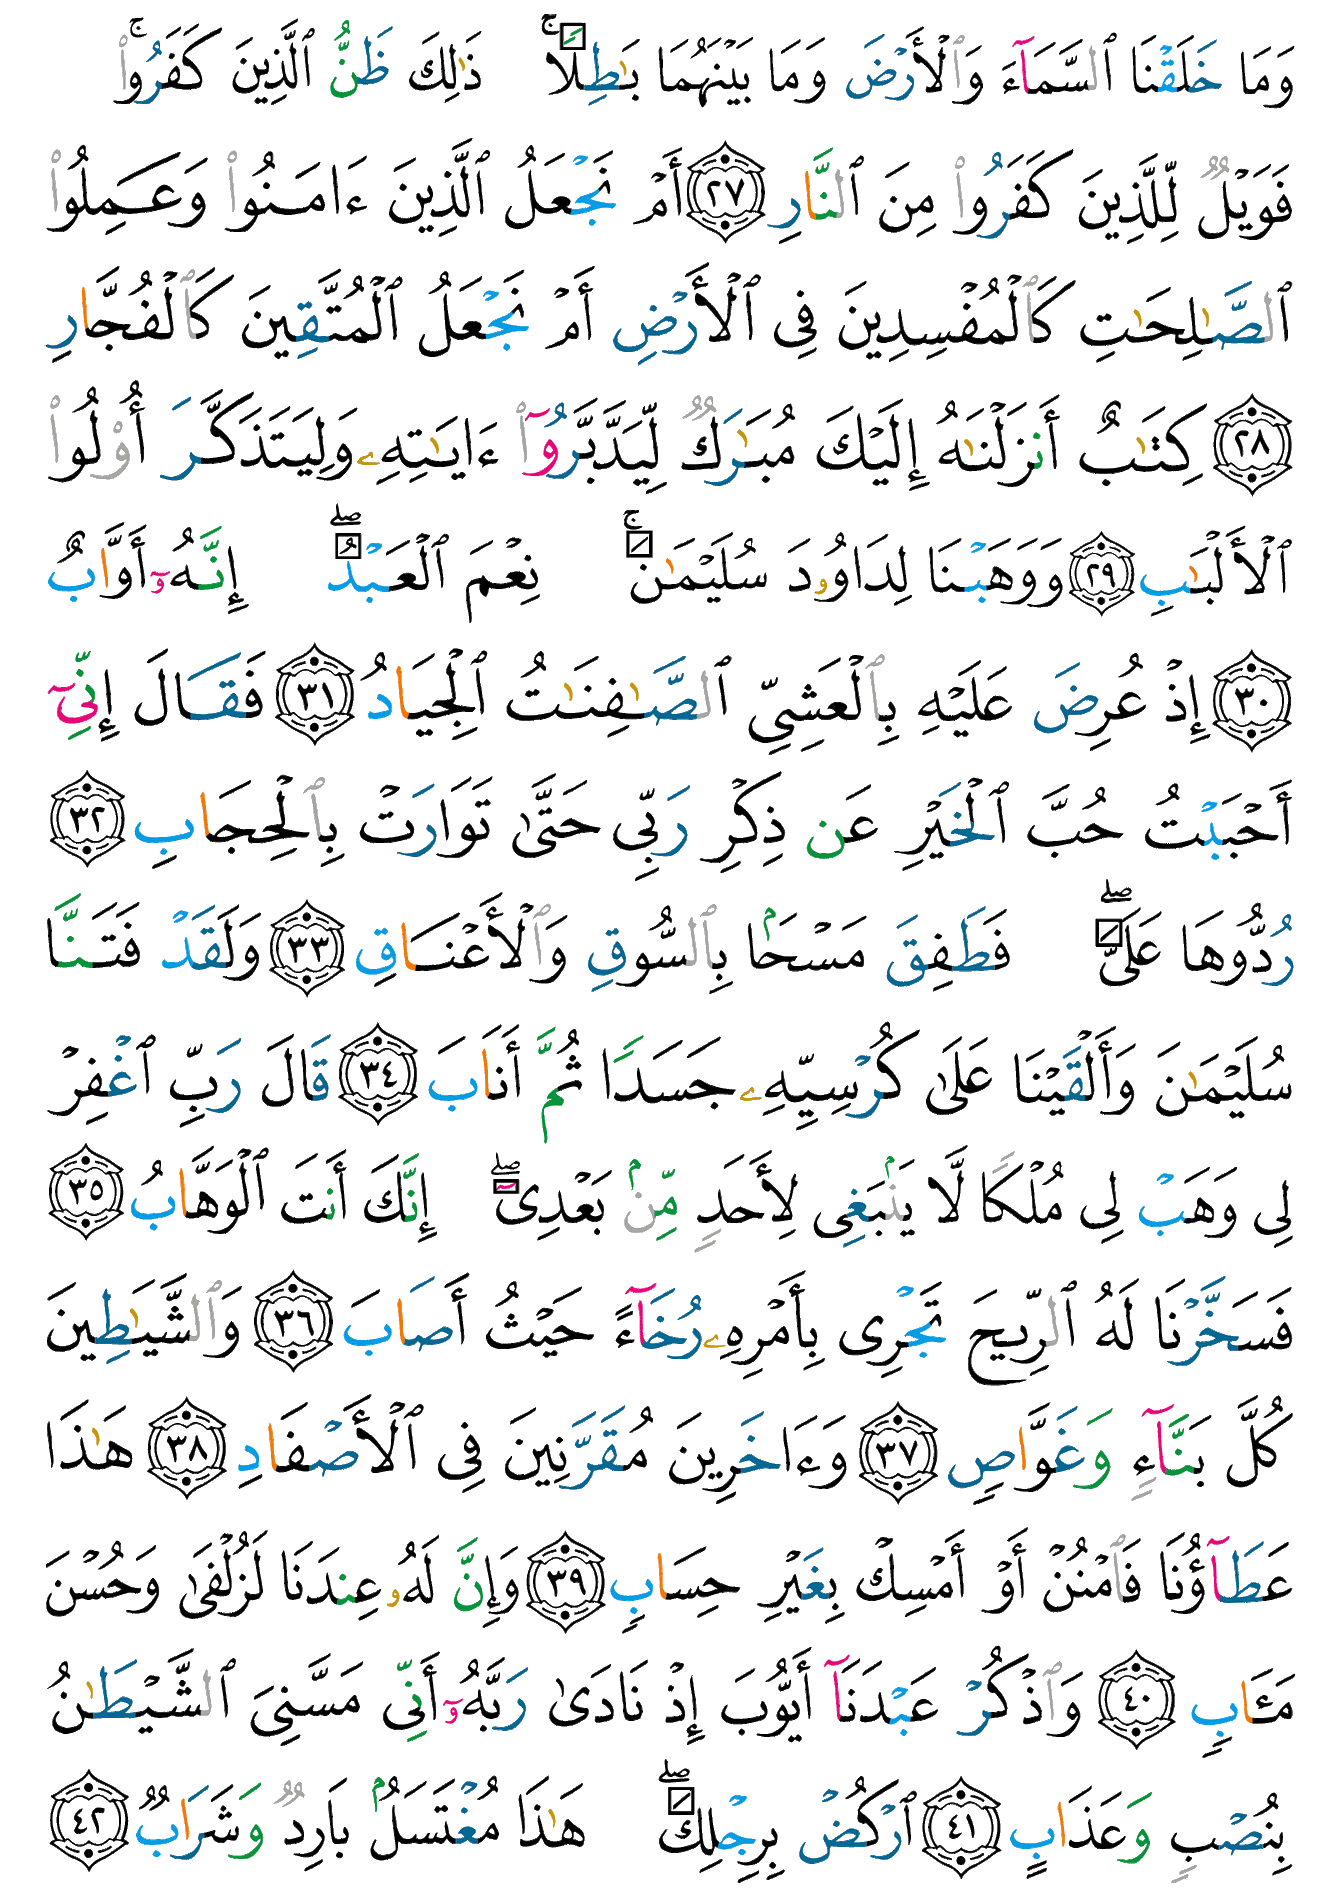 وَمَا خَلَقْنَا ٱلسَّمَآءَ وَٱلْأَرْضَ وَمَا بَيْنَهُمَا بَـٰطِلًا ۚ ذَٰلِكَ ظَنُّ ٱلَّذِينَ كَفَرُوا۟ ۚ
فَوَيْلٌ لِّلَّذِينَ كَفَرُوا۟ مِنَ ٱلنَّارِ ٢٧ أَمْ نَجْعَلُ ٱلَّذِينَ ءَامَنُوا۟ وَعَمِلُوا۟
ٱلصَّـٰلِحَـٰتِ كَٱلْمُفْسِدِينَ فِى ٱلْأَرْضِ أَمْ نَجْعَلُ ٱلْمُتَّقِينَ كَٱلْفُجَّارِ
٢٨ كِتَـٰبٌ أَنزَلْنَـٰهُ إِلَيْكَ مُبَـٰرَكٌ لِّيَدَّبَّرُوٓا۟ ءَايَـٰتِهِۦ وَلِيَتَذَكَّرَ أُو۟لُوا۟
ٱلْأَلْبَـٰبِ ٢٩ وَوَهَبْنَا لِدَاوُۥدَ سُلَيْمَـٰنَ ۚ نِعْمَ ٱلْعَبْدُ ۖ إِنَّهُۥٓ أَوَّابٌ
٣٠ إِذْ عُرِضَ عَلَيْهِ بِٱلْعَشِىِّ ٱلصَّـٰفِنَـٰتُ ٱلْجِيَادُ ٣١ فَقَالَ إِنِّىٓ
أَحْبَبْتُ حُبَّ ٱلْخَيْرِ عَن ذِكْرِ رَبِّى حَتَّىٰ تَوَارَتْ بِٱلْحِجَابِ ٣٢
رُدُّوهَا عَلَىَّ ۖ فَطَفِقَ مَسْحًۢا بِٱلسُّوقِ وَٱلْأَعْنَاقِ ٣٣ وَلَقَدْ فَتَنَّا
سُلَيْمَـٰنَ وَأَلْقَيْنَا عَلَىٰ كُرْسِيِّهِۦ جَسَدًا ثُمَّ أَنَابَ ٣٤ قَالَ رَبِّ ٱغْفِرْ
لِى وَهَبْ لِى مُلْكًا لَّا يَنۢبَغِى لِأَحَدٍ مِّنۢ بَعْدِىٓ ۖ إِنَّكَ أَنتَ ٱلْوَهَّابُ ٣٥
فَسَخَّرْنَا لَهُ ٱلرِّيحَ تَجْرِى بِأَمْرِهِۦ رُخَآءً حَيْثُ أَصَابَ ٣٦ وَٱلشَّيَـٰطِينَ
كُلَّ بَنَّآءٍ وَغَوَّاصٍ ٣٧ وَءَاخَرِينَ مُقَرَّنِينَ فِى ٱلْأَصْفَادِ ٣٨ هَـٰذَا
عَطَآؤُنَا فَٱمْنُنْ أَوْ أَمْسِكْ بِغَيْرِ حِسَابٍ ٣٩ وَإِنَّ لَهُۥ عِندَنَا لَزُلْفَىٰ وَحُسْنَ
مَـَٔابٍ ٤٠ وَٱذْكُرْ عَبْدَنَآ أَيُّوبَ إِذْ نَادَىٰ رَبَّهُۥٓ أَنِّى مَسَّنِىَ ٱلشَّيْطَـٰنُ
بِنُصْبٍ وَعَذَابٍ ٤١ ٱرْكُضْ بِرِجْلِكَ ۖ هَـٰذَا مُغْتَسَلٌۢ بَارِدٌ وَشَرَابٌ ٤٢